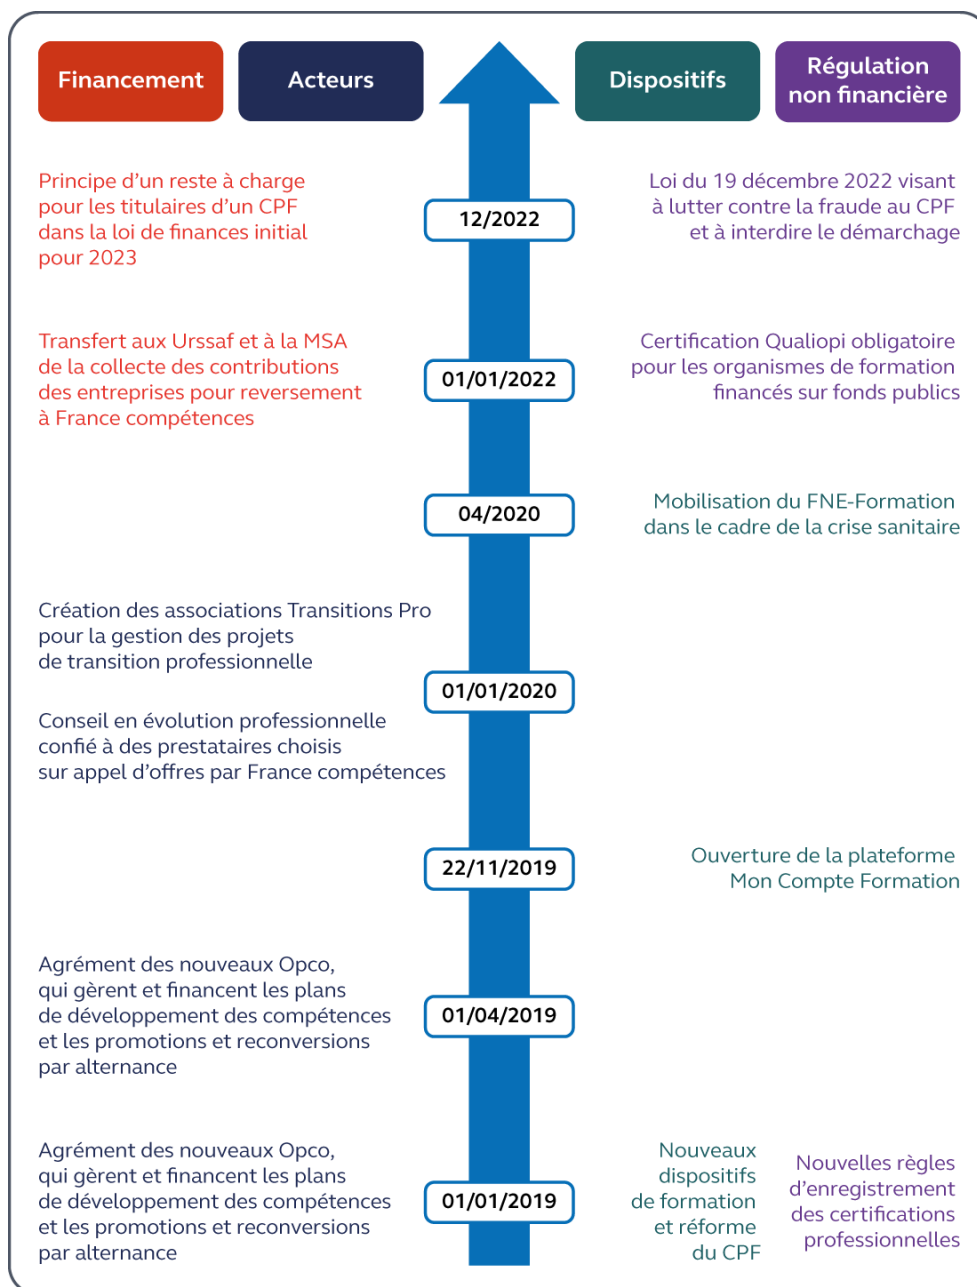 Financement
Acteurs
Dispositifs
Régulation
non financière
Principe d’un reste à charge
pour les titulaires d’un CPF
dans la loi de finances initial
pour 2023
12/2022
Loi du 19 décembre 2022 visant
à lutter contre la fraude au CPF
et à interdire le démarchage
Transfert aux Urssaf et à la MSA
de la collecte des contributions
des entreprises pour reversement
à France compétences
01/01/2022
Certification Qualiopi obligatoire
pour les organismes de formation
financés sur fonds publics
04/2020
Mobilisation du FNE-Formation
dans le cadre de la crise sanitaire
Création des associations Transitions Pro
pour la gestion des projets
de transition professionnelle
01/01/2020
Conseil en évolution professionnelle
confié à des prestataires choisis
sur appel d’offres par France compétences
22/11/2019
Ouverture de la plateforme
Mon Compte Formation
Agrément des nouveaux Opco,
qui gèrent et financent les plans
de développement des compétences
et les promotions et reconversions
par alternance
01/04/2019
Agrément des nouveaux Opco,
qui gèrent et financent les plans
de développement des compétences
et les promotions et reconversions
par alternance
01/01/2019
Nouveaux
dispositifs
de formation
et réforme
du CPF
Nouvelles règles
d’enregistrement
des certifications
professionnelles